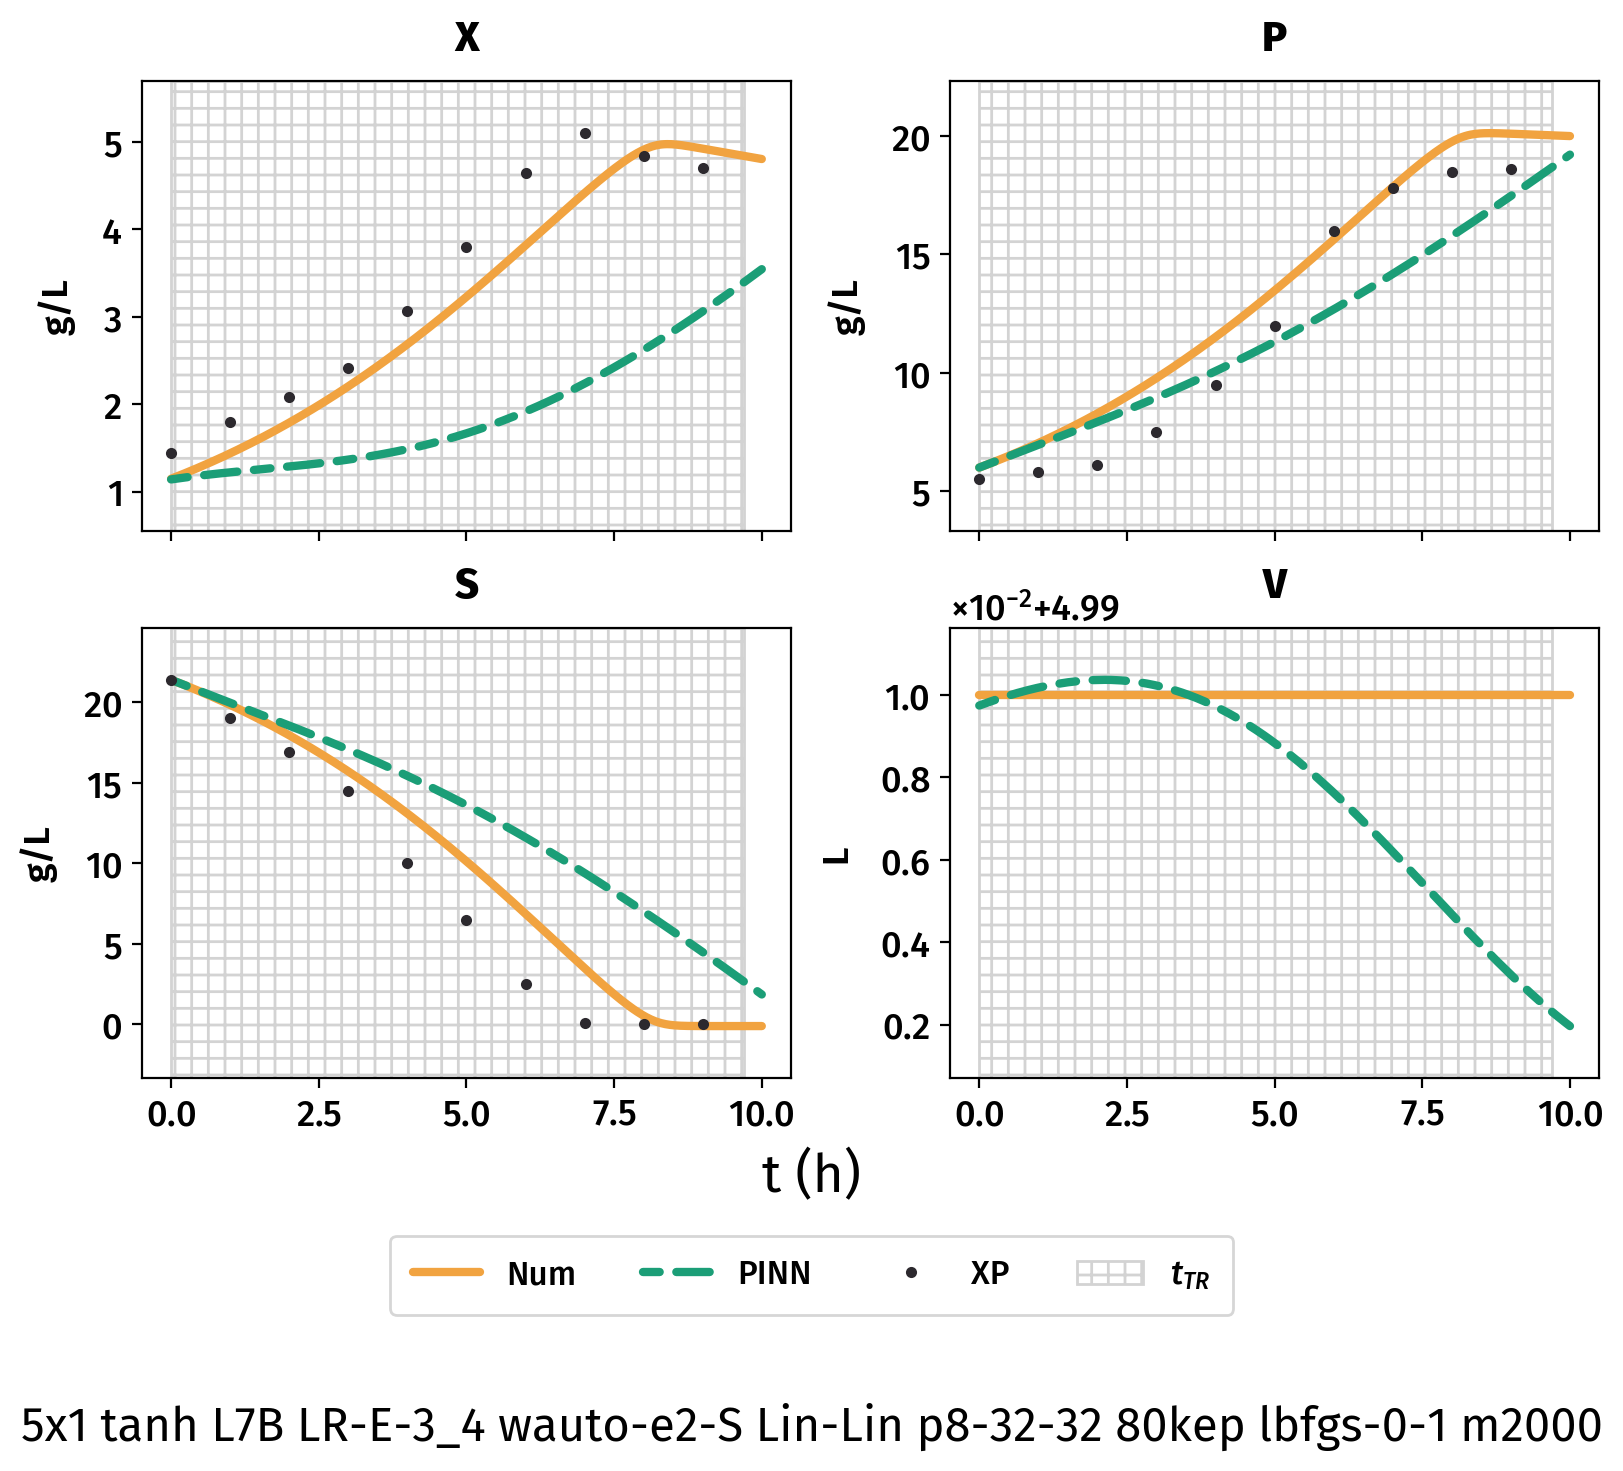 X
P
g/L
5
4
3
2
1
g/L
20
15
10
5
S
V
×10⁻²+4.99
g/L
20
15
10
5
0
L
1.0
0.8
0.6
0.4
0.2
0.0 2.5 5.0 7.5 10.0
0.0 2.5 5.0 7.5 10.0
t (h)
Num PINN XP t_TR
5x1 tanh L7B LR-E-3_4 wauto-e2-S Lin-Lin p8-32-32 80kep lbfgs-0-1 m2000